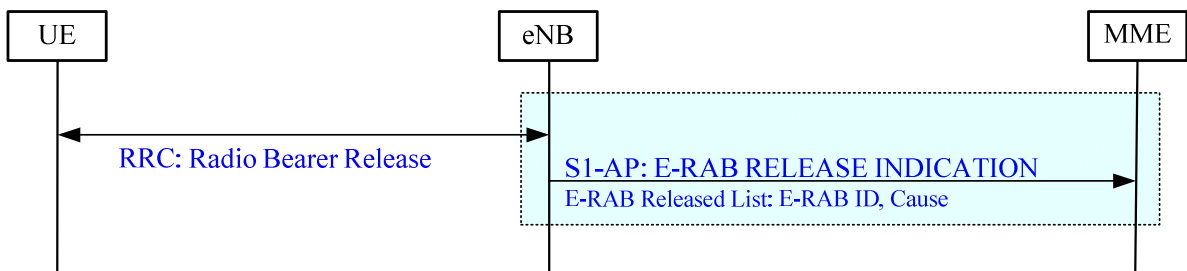 UE
eNB
MME
RRC: Radio Bearer Release
S1-AP: E-RAB RELEASE INDICATION
E-RAB Released List: E-RAB ID, Cause